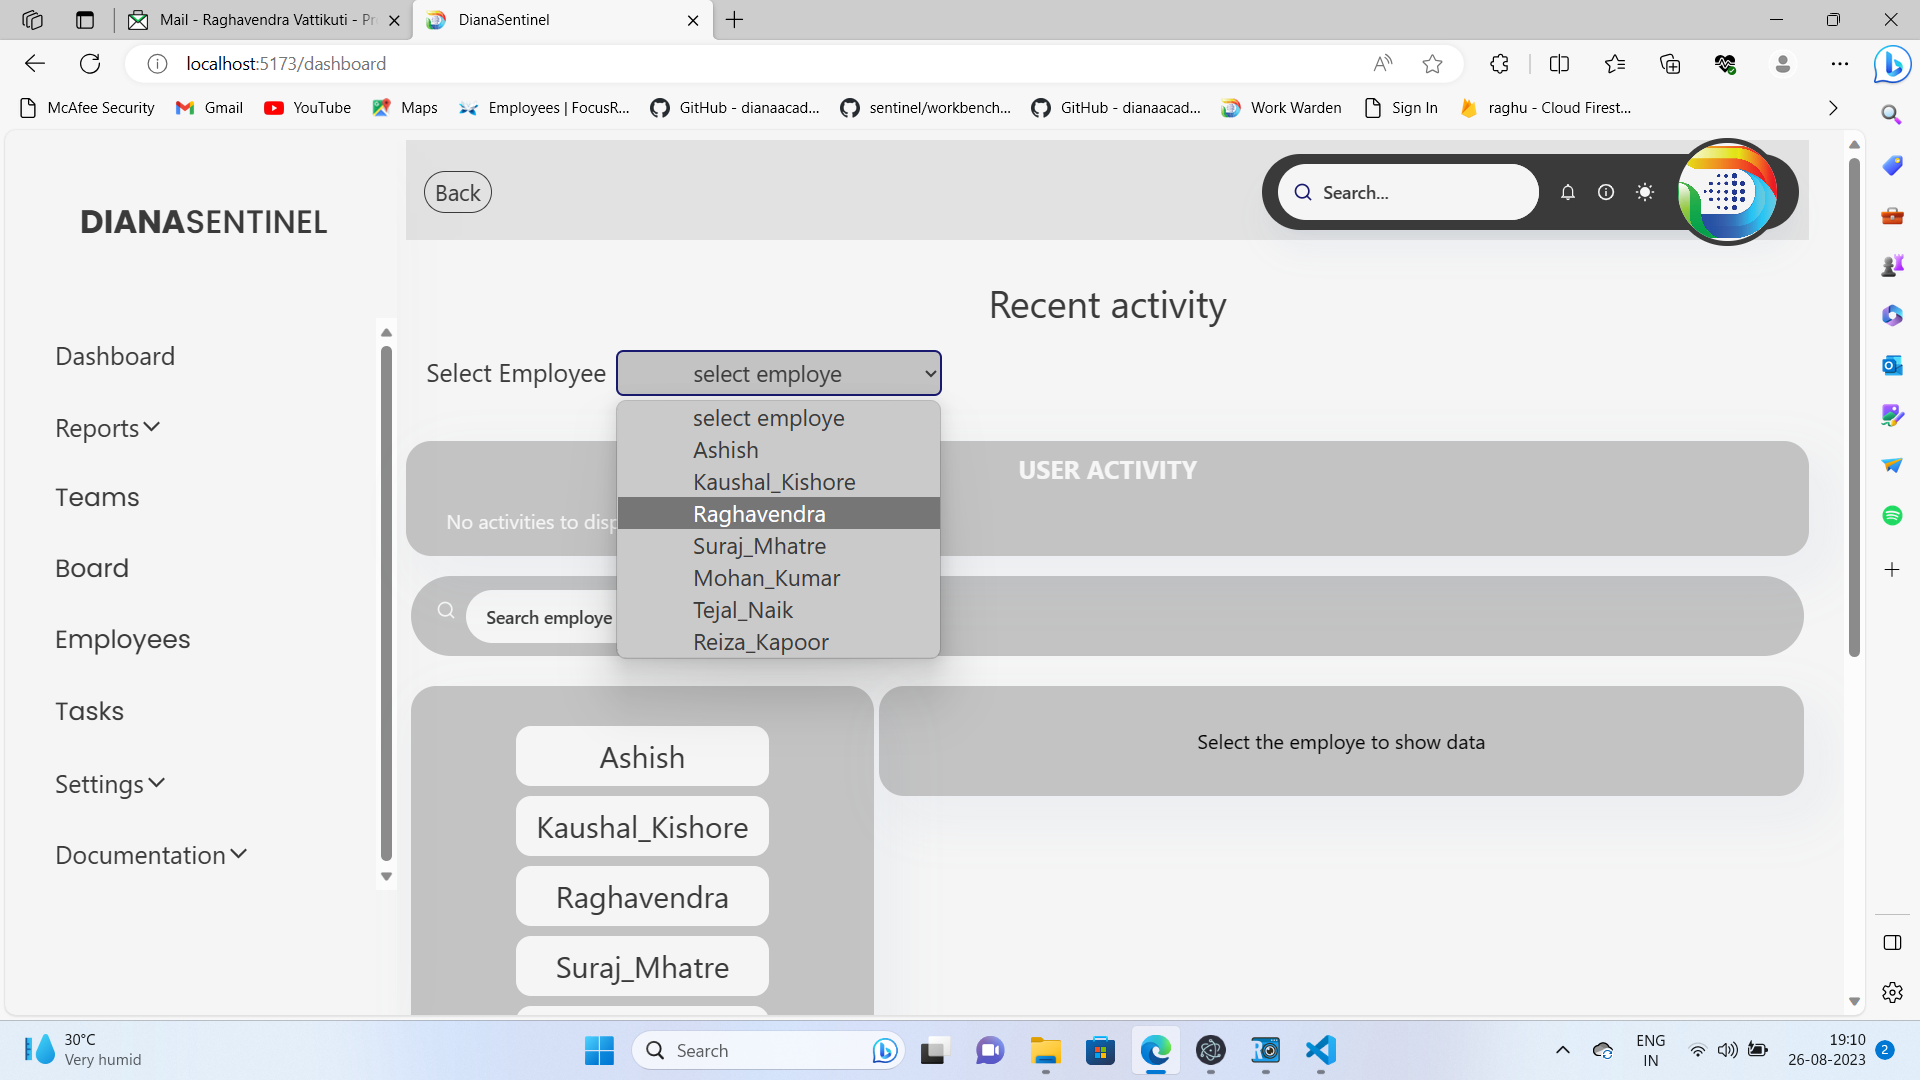 Mail - Raghavendra Vattikuti - Pr
DianaSentinel
localhost:5173/dashboard
McAfee Security
Gmail
YouTube
Maps
Employees | FocusR...
GitHub - dianaacad...
sentinel/workbench...
GitHub - dianaacad...
Work Warden
Sign In
raghu - Cloud Firest...
DIANASENTINEL
Back
Search...
Recent activity
Dashboard
Reports
Teams
Board
Employees
Tasks
Settings
Documentation
Select Employee
select employe
select employe
Ashish
Kaushal_Kishore
Raghavendra
Suraj_Mhatre
Mohan_Kumar
Tejal_Naik
Reiza_Kapoor
USER ACTIVITY
No activities to disp
Search employe
Ashish
Kaushal_Kishore
Raghavendra
Suraj_Mhatre
Select the employe to show data
30°C
Very humid
Search
ENG
IN
19:10
26-08-2023
2